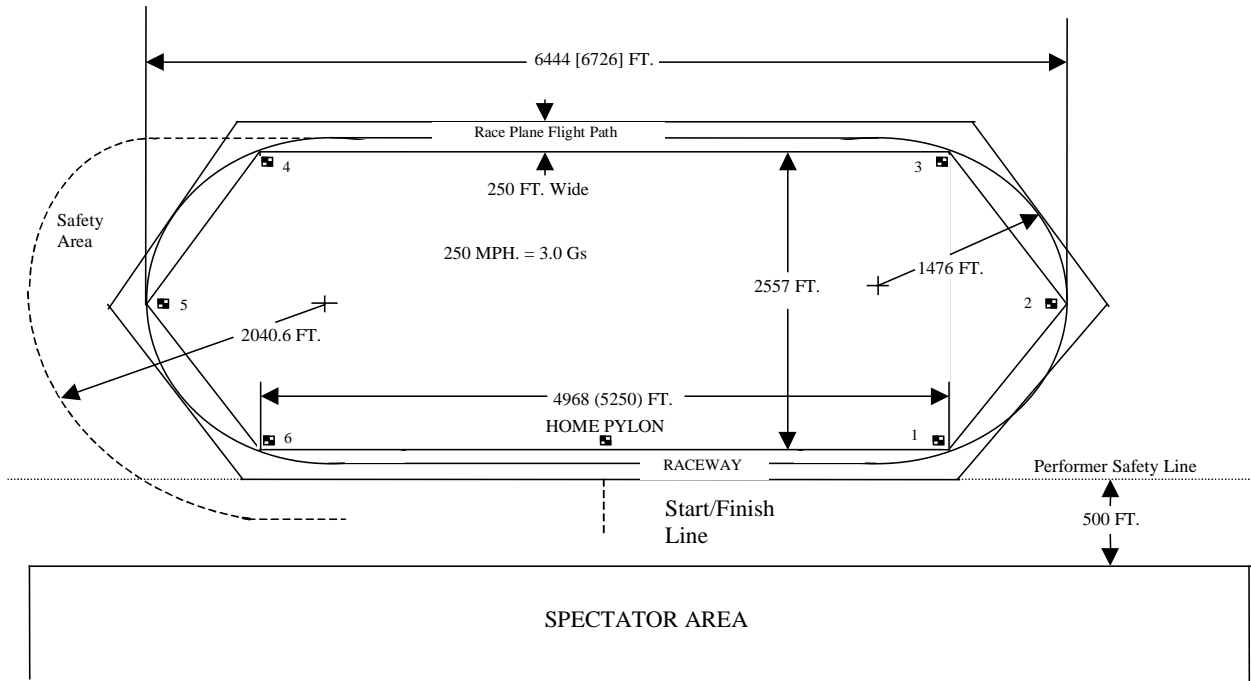 6444 [6726] FT.
Race Plane Flight Path
4
3
250 FT. Wide
Safety
Area
250 MPH. = 3.0 Gs
1476 FT.
2557 FT.
5
2
2040.6 FT.
4968 (5250) FT.
HOME PYLON
6
1
RACEWAY
Performer Safety Line
Start/Finish
Line
500 FT.
SPECTATOR AREA